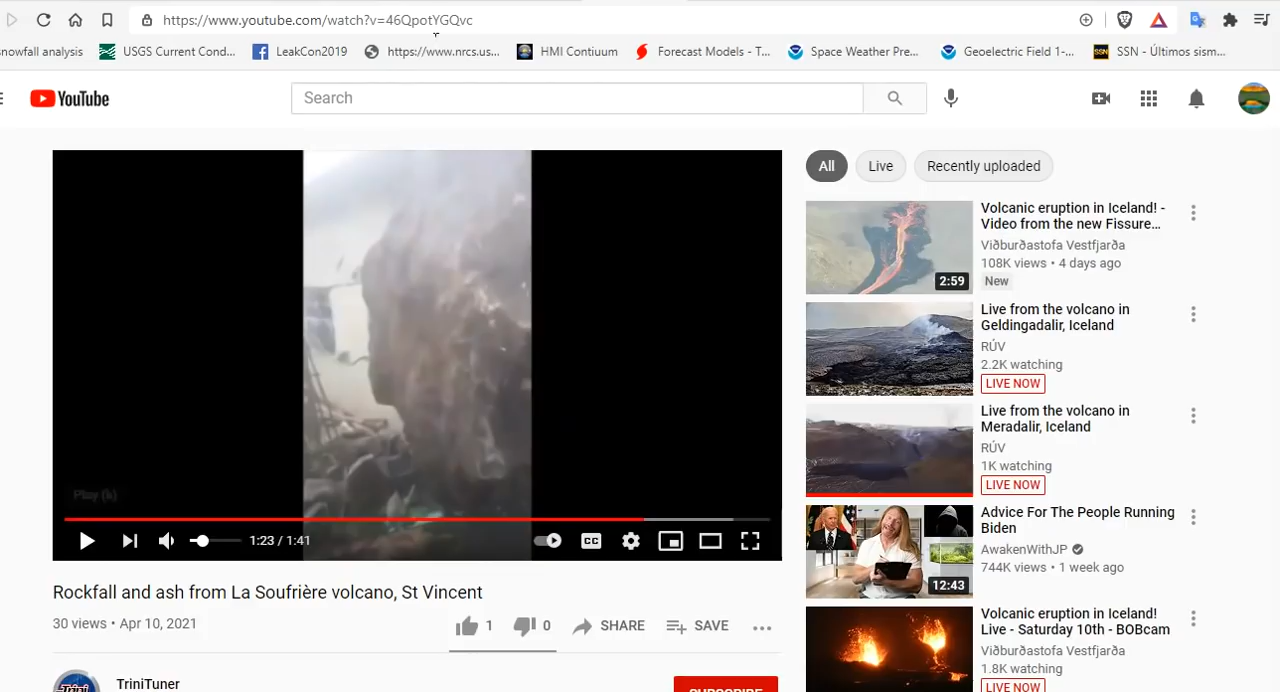 https://www.youtube.com/watch?v=46QpotYGQvc
snowfall analysis
USGS Current Cond...
LeakCon2019
https://www.nrcs.us...
HMI Contiuum
Forecast Models - T...
Space Weather Pre...
Geoelectric Field 1-...
SSN
SSN - Últimos sism...
YouTube
Search
Play (k)
1:23 / 1:41
CC
Rockfall and ash from La Soufrière volcano, St Vincent
30 views • Apr 10, 2021
1
0
SHARE
SAVE
Trini
TriniTuner
SUBSCRIBE
All
Live
Recently uploaded
2:59
Volcanic eruption in Iceland! -
Video from the new Fissure...
Viðburðastofa Vestfjarða
108K views • 4 days ago
New
Live from the volcano in
Geldingadalir, Iceland
RÚV
2.2K watching
LIVE NOW
Live from the volcano in
Meradalir, Iceland
RÚV
1K watching
LIVE NOW
12:43
Advice For The People Running
Biden
AwakenWithJP
744K views • 1 week ago
Volcanic eruption in Iceland!
Live - Saturday 10th - BOBcam
Viðburðastofa Vestfjarða
1.8K watching
LIVE NOW